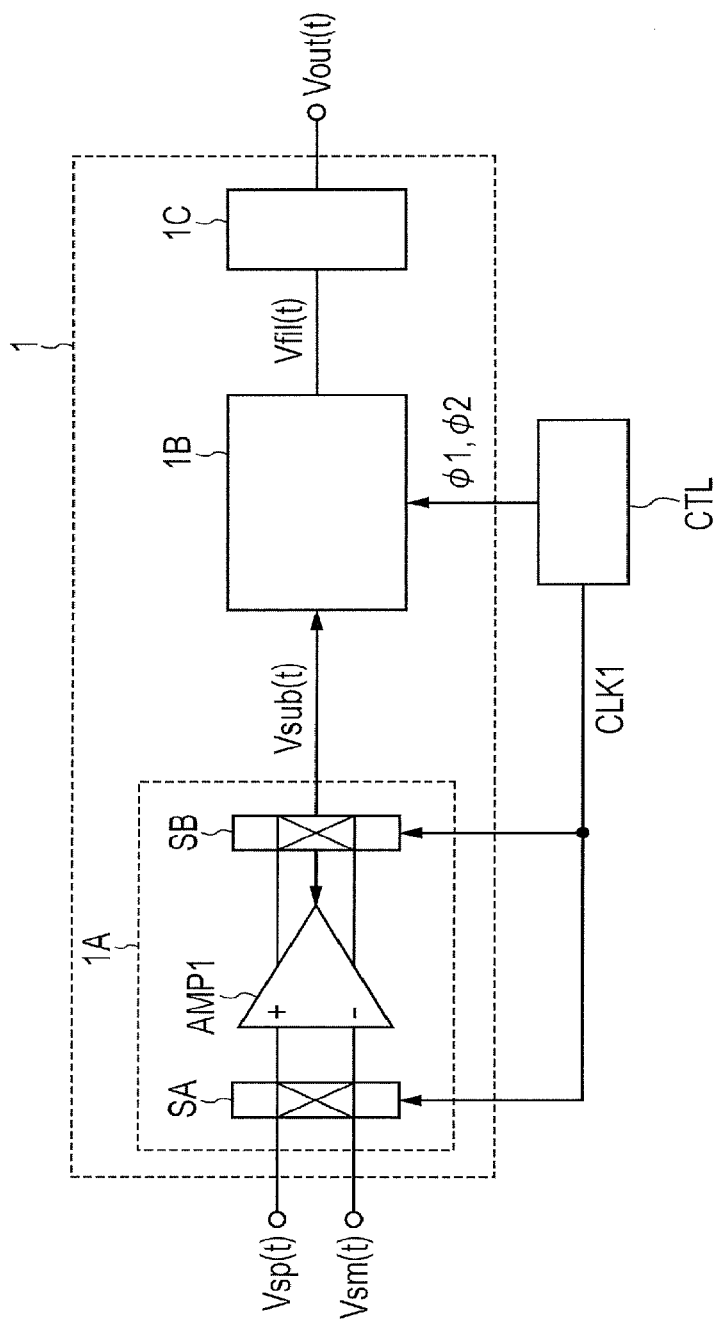 1
1A
SA
AMP1
+
-
SB
Vsub(t)
1B
Vfil(t)
1C
Vout(t)
Vsp(t)
Vsm(t)
ϕ1, ϕ2
CLK1
CTL